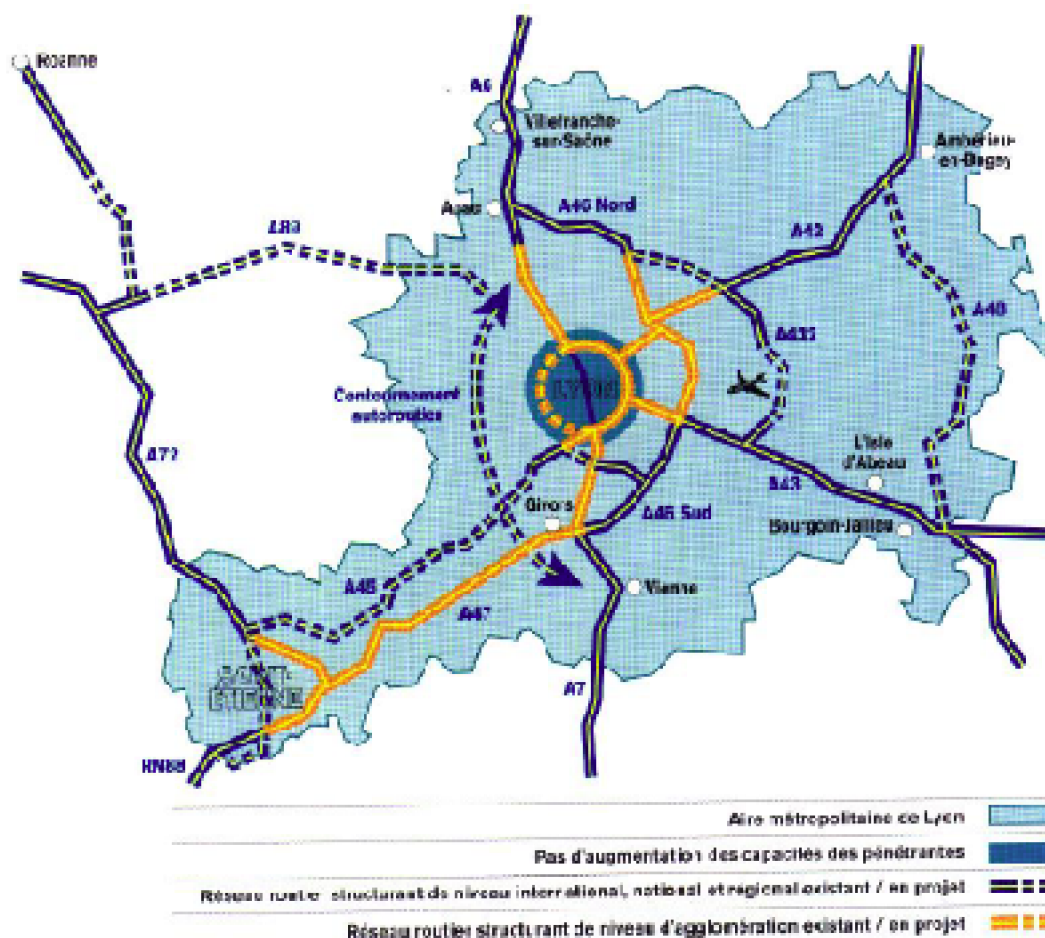 Roanne
A6
Villefranche-
sur-Saône
Ambérieu-
en-Bugey
Anse
A46 Nord
A42
A89
A48
A432
LYON
Contournement
autoroutier
L'Isle
d'Abeau
A72
A43
Givors
A46 Sud
Bourgoin-Jallieu
A45
Vienne
A47
SAINT-
ÉTIENNE
A7
RN88
Aire métropolitaine de Lyon
Pas d'augmentation des capacités des pénétrantes
Réseau routier structurant de niveau international, national et régional existant / en projet
Réseau routier structurant de niveau d'agglomération existant / en projet